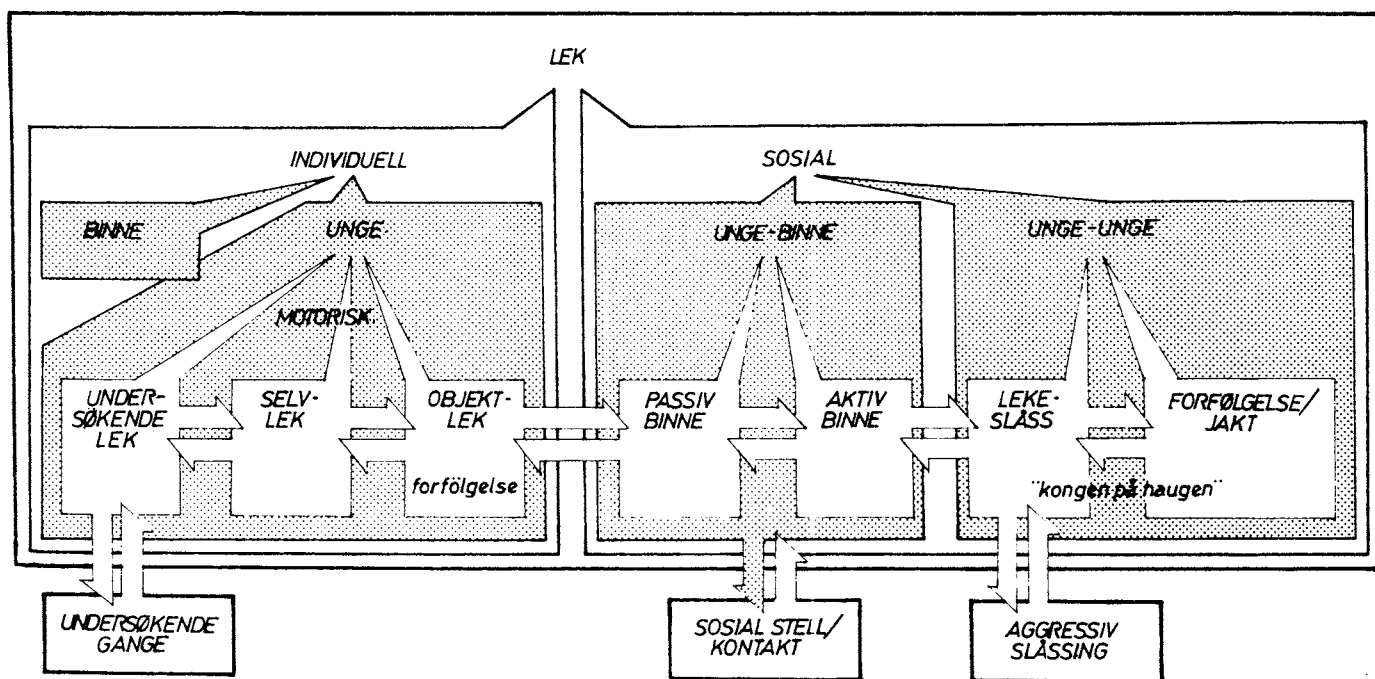 LEK
INDIVIDUELL
SOSIAL
BINNE
UNGE
UNGE-BINNE
UNGE-UNGE
MOTORISK
UNDER-
SØKENDE
LEK
SELV-
LEK
OBJEKT-
LEK
forfölgelse
PASSIV
BINNE
AKTIV
BINNE
LEKE-
SLÅSS
FORFØLGELSE/
JAKT
"kongen på haugen"
UNDERSØKENDE
GANGE
SOSIAL STELL/
KONTAKT
AGGRESSIV
SLÅSSING